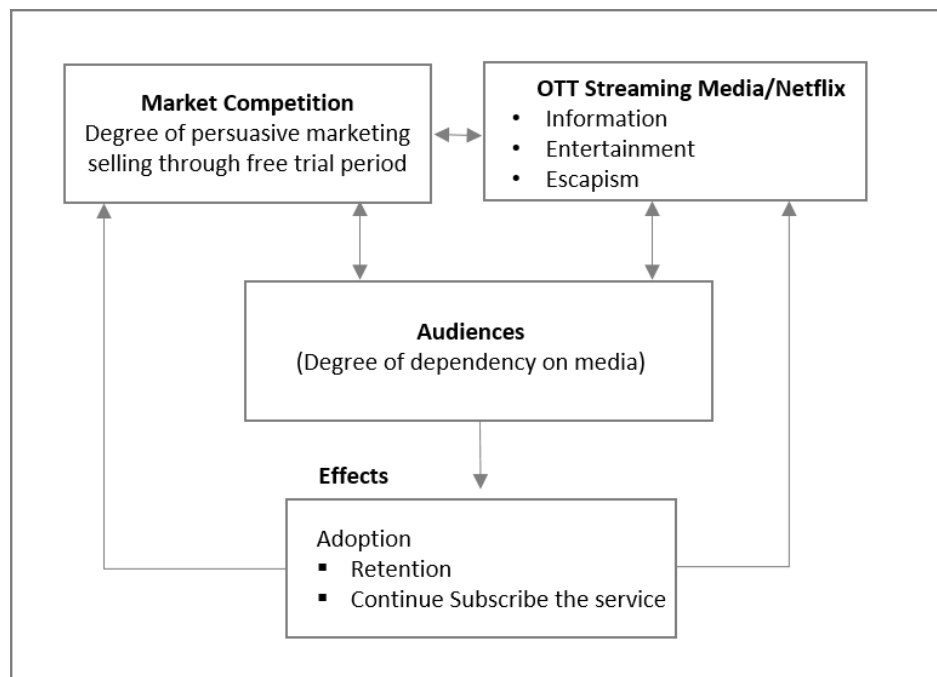 Market Competition
Degree of persuasive marketing
selling through free trial period
OTT Streaming Media/Netflix
• Information
• Entertainment
• Escapism
Audiences
(Degree of dependency on media)
Effects
Adoption
▪ Retention
▪ Continue Subscribe the service